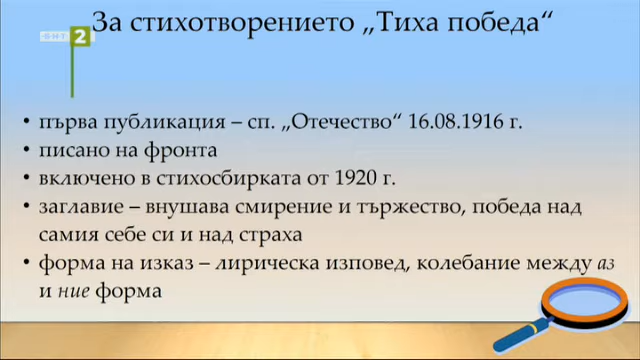 За стихотворението „Тиха победа“
БНТ 2
• първа публикация – сп. „Отечество“ 16.08.1916 г.
• писано на фронта
• включено в стихосбирката от 1920 г.
• заглавие – внушава смирение и тържество, победа над
самия себе си и над страха
• форма на изказ – лирическа изповед, колебание между аз
и ние форма